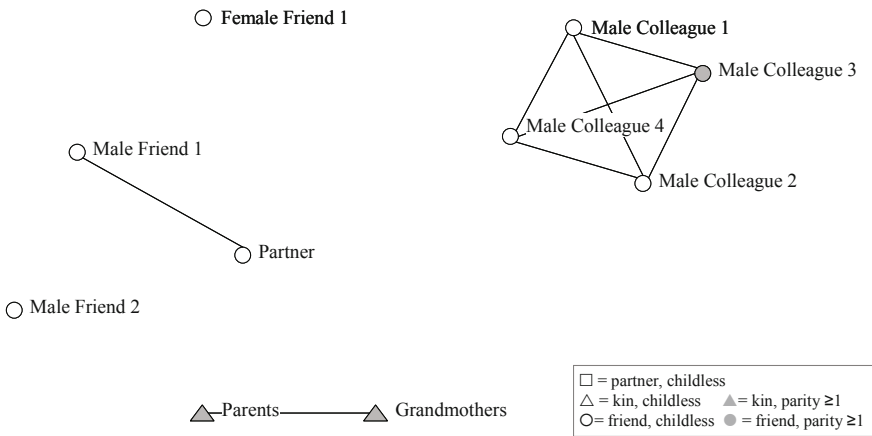 Female Friend 1
Male Colleague 1
Male Colleague 3
Male Colleague 4
Male Friend 1
Male Colleague 2
Partner
Male Friend 2
Parents
Grandmothers
= partner, childless
= kin, childless = kin, parity ≥1
= friend, childless = friend, parity ≥1